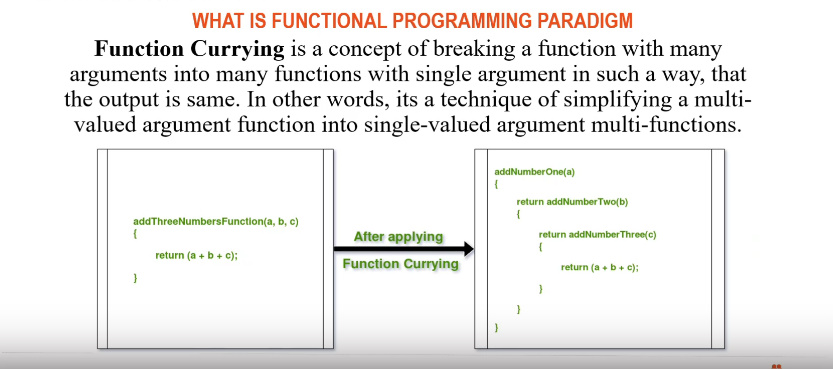 WHAT IS FUNCTIONAL PROGRAMMING PARADIGM
Function Currying is a concept of breaking a function with many
arguments into many functions with single argument in such a way, that
the output is same. In other words, its a technique of simplifying a multi-
valued argument function into single-valued argument multi-functions.
addThreeNumbersFunction(a, b, c)
{
return (a + b + c);
}
After applying
Function Currying
addNumberOne(a)
{
return addNumberTwo(b)
{
return addNumberThree(c)
{
return (a + b + c);
}
}
}